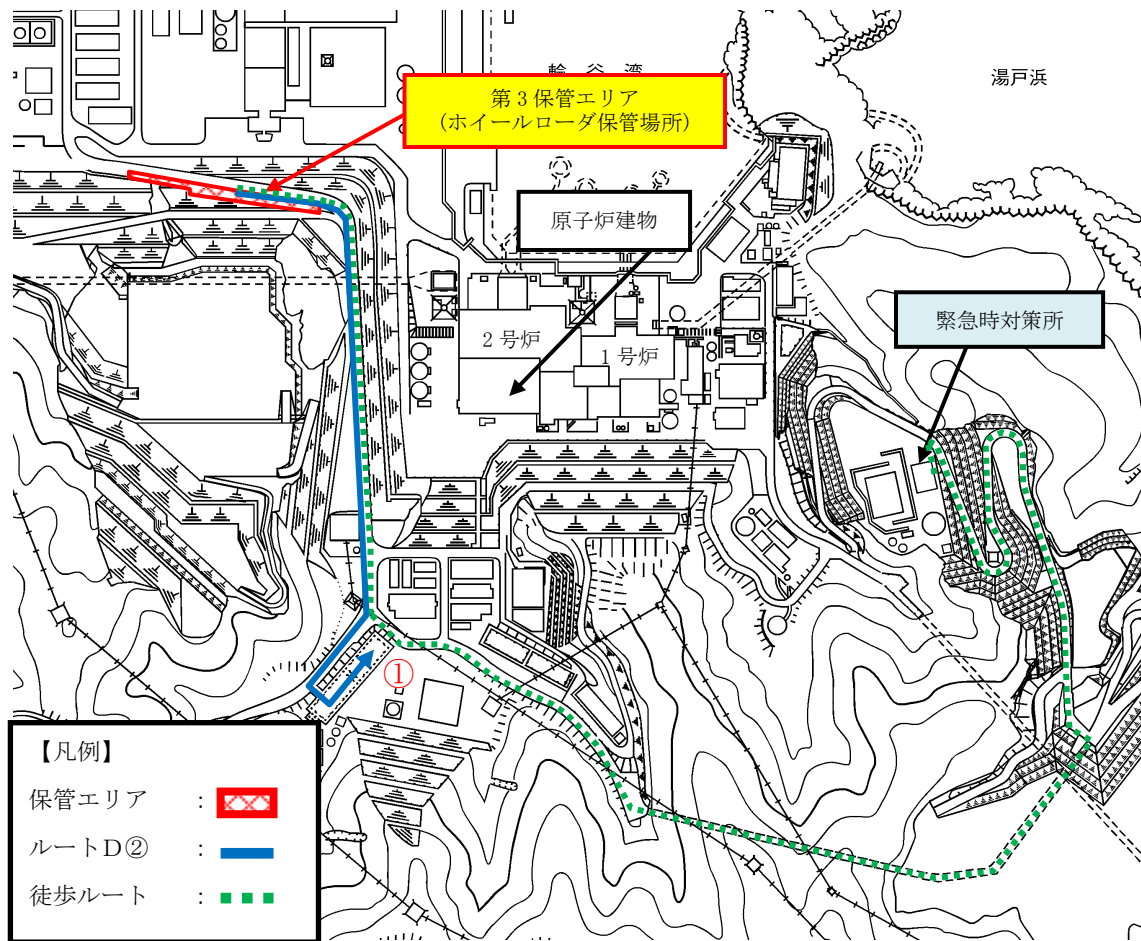 輪谷湾
湯戸浜
第3保管エリア
(ホイールローダ保管場所)
原子炉建物
緊急時対策所
2号炉
1号炉
①
【凡例】
保管エリア :
ルートD② :
徒歩ルート :